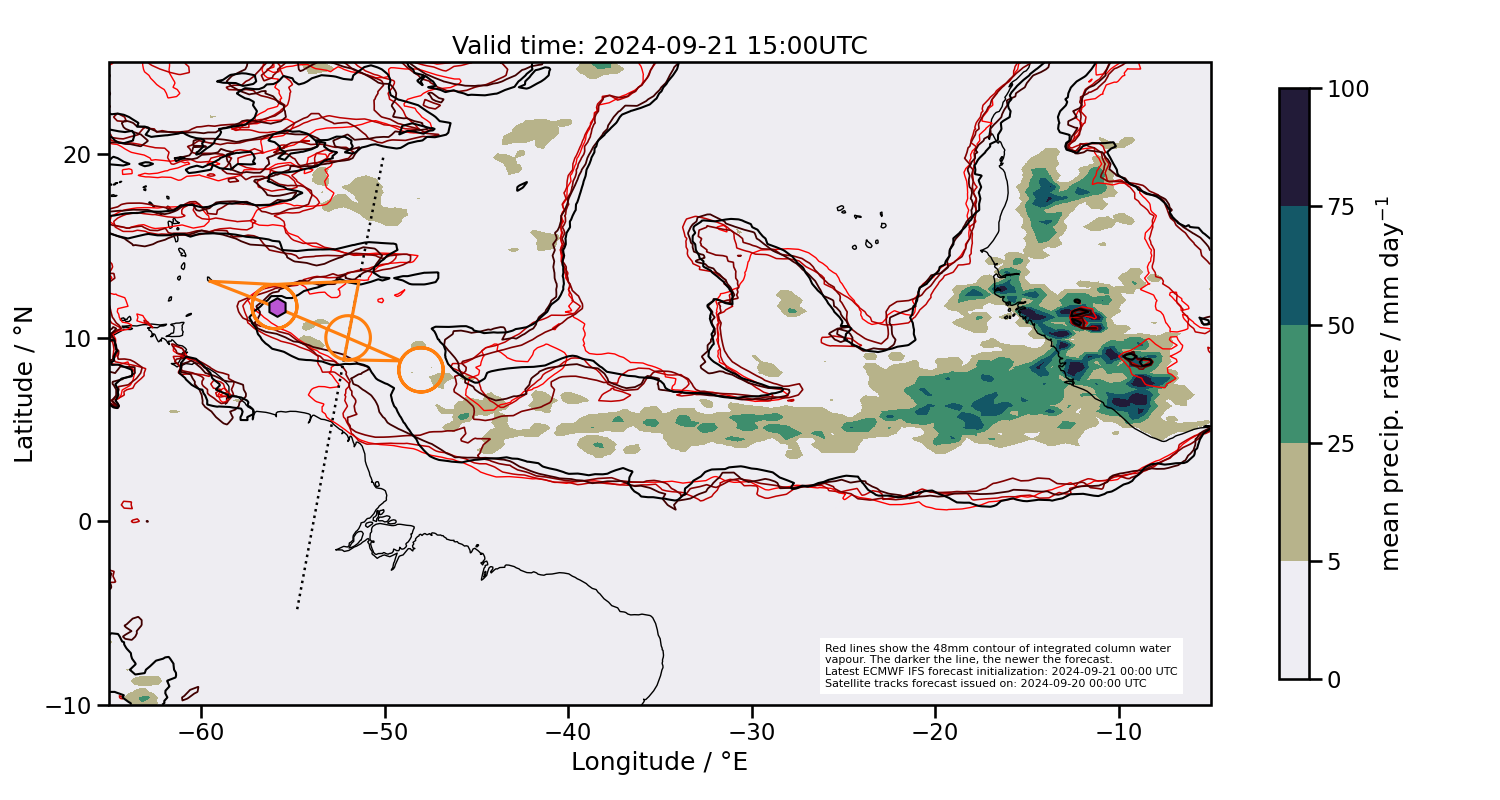 Valid time: 2024-09-21 15:00UTC
20
10
0
−10
Latitude / °N
−60
−50
−40
−30
−20
−10
Longitude / °E
Red lines show the 48mm contour of integrated column water
vapour. The darker the line, the newer the forecast.
Latest ECMWF IFS forecast initialization: 2024-09-21 00:00 UTC
Satellite tracks forecast issued on: 2024-09-20 00:00 UTC
100
75
50
25
5
0
mean precip. rate / mm day⁻¹